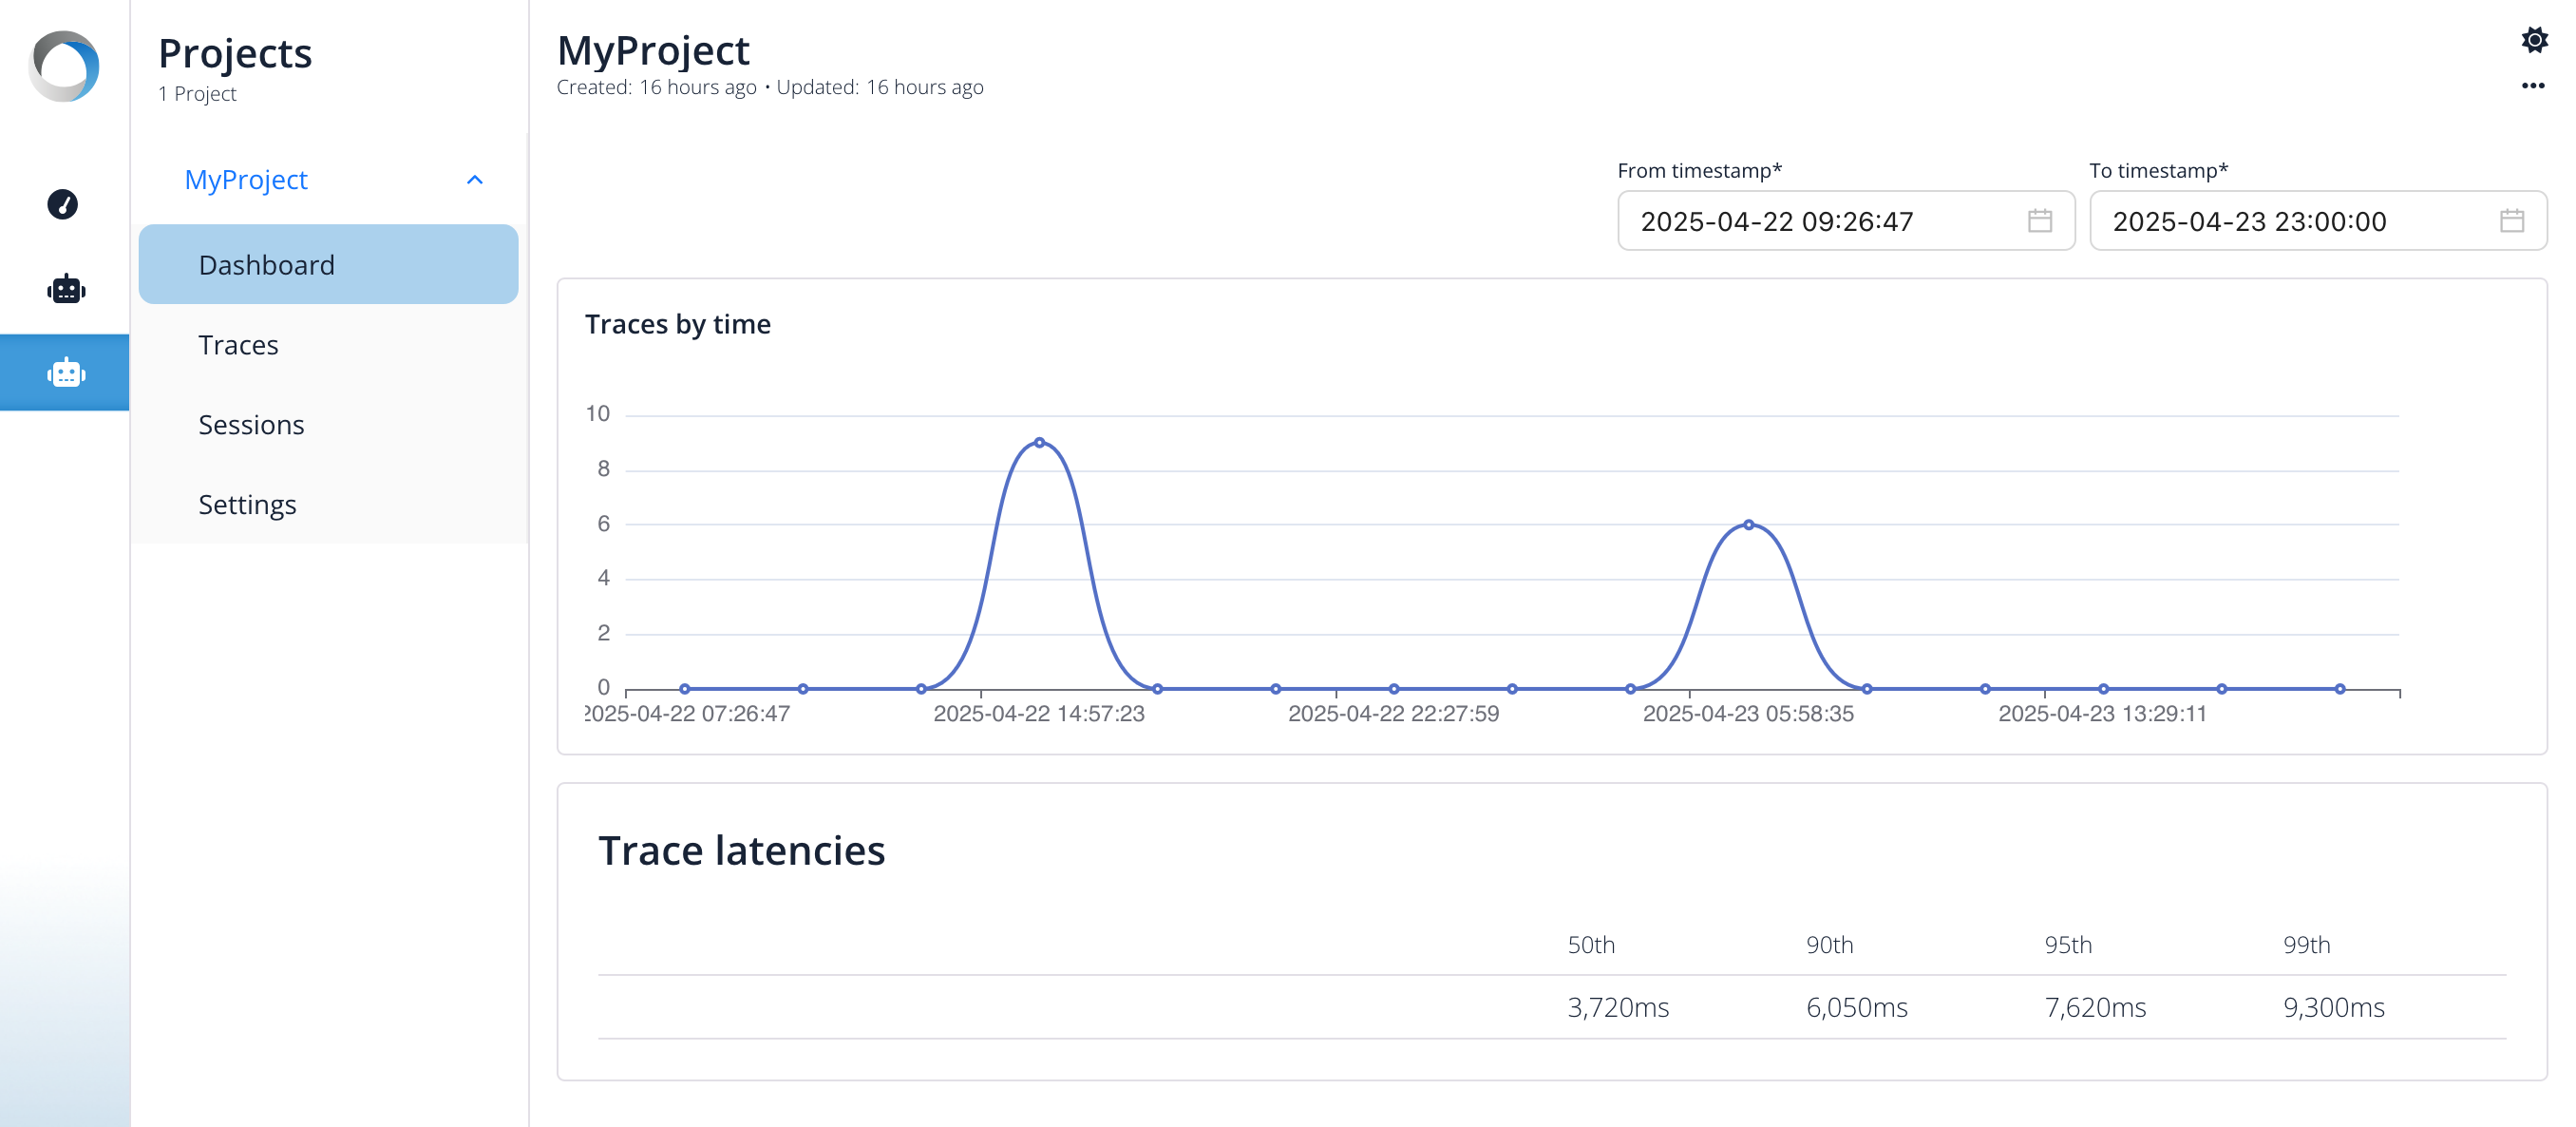 Projects
1 Project
MyProject
Dashboard
Traces
Sessions
Settings
MyProject
Created: 16 hours ago • Updated: 16 hours ago
From timestamp*
2025-04-22 09:26:47
To timestamp*
2025-04-23 23:00:00
Traces by time
10
8
6
4
2
0
2025-04-22 07:26:47
2025-04-22 14:57:23
2025-04-22 22:27:59
2025-04-23 05:58:35
2025-04-23 13:29:11
Trace latencies
50th 90th 95th 99th
3,720ms 6,050ms 7,620ms 9,300ms